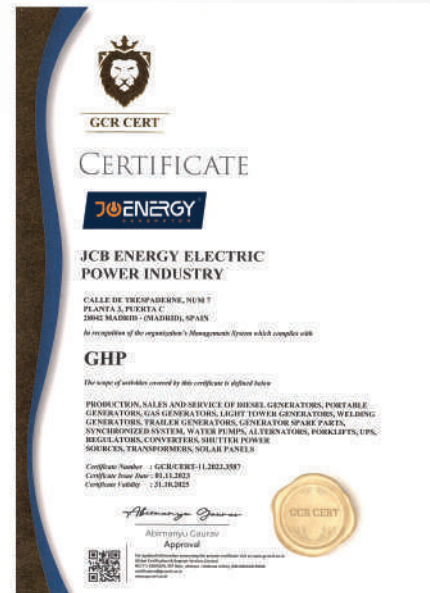 GCR CERT
CERTIFICATE
JCBENERGY
GENERATOR
JCB ENERGY ELECTRIC
POWER INDUSTRY
CALLE DE TRESPADERNE, NUM 7
PLANTA 3, PUERTA C
28042 MADRID - (MADRID), SPAIN
In recognition of the organization's Managements System which complies with
GHP
The scope of activities covered by this certificate is defined below
PRODUCTION, SALES AND SERVICE OF DIESEL GENERATORS, PORTABLE
GENERATORS, GAS GENERATORS, LIGHT TOWER GENERATORS, WELDING
GENERATORS, TRAILER GENERATORS, GENERATOR SPARE PARTS,
SYNCHRONIZED SYSTEM, WATER PUMPS, ALTERNATORS, FORKLIFTS, UPS,
REGULATORS, CONVERTERS, SHUTTER POWER
SOURCES, TRANSFORMERS, SOLAR PANELS
Certificate Number : GCR/CERT-11.2023.3587
Certificate Issue Date : 01.11.2023
Certificate Validity : 31.10.2025
Abirmanyu Gaurav
GCR CERT
Abirmanyu Gaurav
Approval